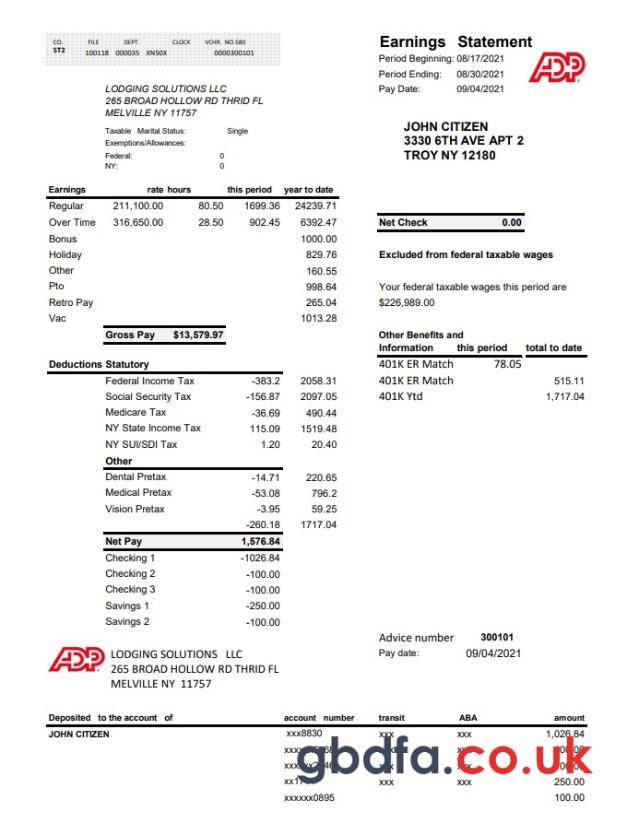 CO. FILE DEPT. CLOCK VCHR. NO.580
ST2 100118 000035 XN50X 0000300101
Earnings Statement
Period Beginning: 08/17/2021
Period Ending: 08/30/2021
Pay Date: 09/04/2021
ADP
LODGING SOLUTIONS LLC
265 BROAD HOLLOW RD THRID FL
MELVILLE NY 11757
Taxable Marital Status: Single
Exemptions/Allowances:
Federal: 0
NY: 0
JOHN CITIZEN
3330 6TH AVE APT 2
TROY NY 12180
Earnings rate hours this period year to date
Regular 211,100.00 80.50 1699.36 24239.71
Over Time 316,650.00 28.50 902.45 6392.47
Bonus 1000.00
Holiday 829.76
Other 160.55
Pto 998.64
Retro Pay 265.04
Vac 1013.28
Gross Pay $13,579.97
Net Check 0.00
Excluded from federal taxable wages
Your federal taxable wages this period are
$226,989.00
Other Benefits and
Information this period total to date
401K ER Match 78.05
401K ER Match 515.11
401K Ytd 1,717.04
Deductions Statutory
Federal Income Tax -383.2 2058.31
Social Security Tax -156.87 2097.05
Medicare Tax -36.69 490.44
NY State Income Tax 115.09 1519.48
NY SUI/SDI Tax 1.20 20.40
Other
Dental Pretax -14.71 220.65
Medical Pretax -53.08 796.2
Vision Pretax -3.95 59.25
-260.18 1717.04
Net Pay 1,576.84
Checking 1 -1026.84
Checking 2 -100.00
Checking 3 -100.00
Savings 1 -250.00
Savings 2 -100.00
ADP
LODGING SOLUTIONS LLC
265 BROAD HOLLOW RD THRID FL
MELVILLE NY 11757
Advice number 300101
Pay date: 09/04/2021
Deposited to the account of account number transit ABA amount
JOHN CITIZEN xxx8830 xxx xxx 1,026.84
gbdfa.co.uk
xxx xxx 250.00
xxxxxx0895 100.00